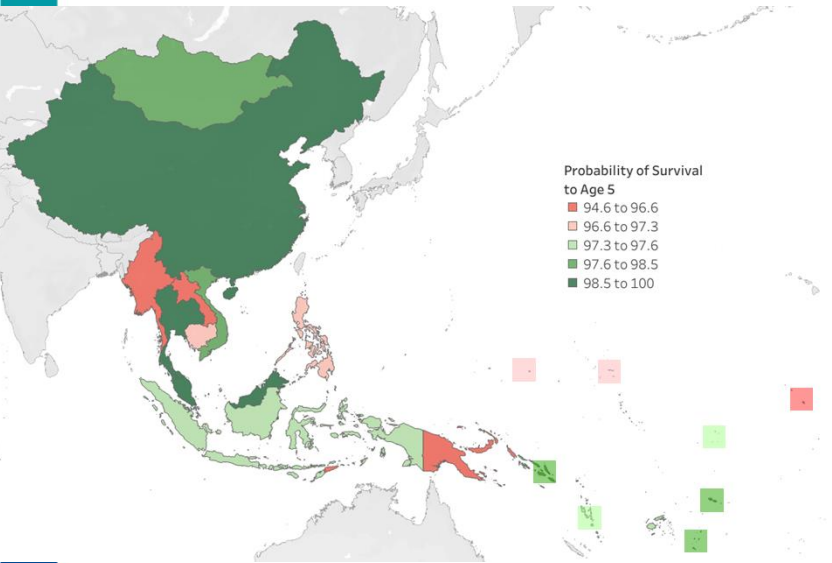 Probability of Survival
to Age 5
94.6 to 96.6
96.6 to 97.3
97.3 to 97.6
97.6 to 98.5
98.5 to 100